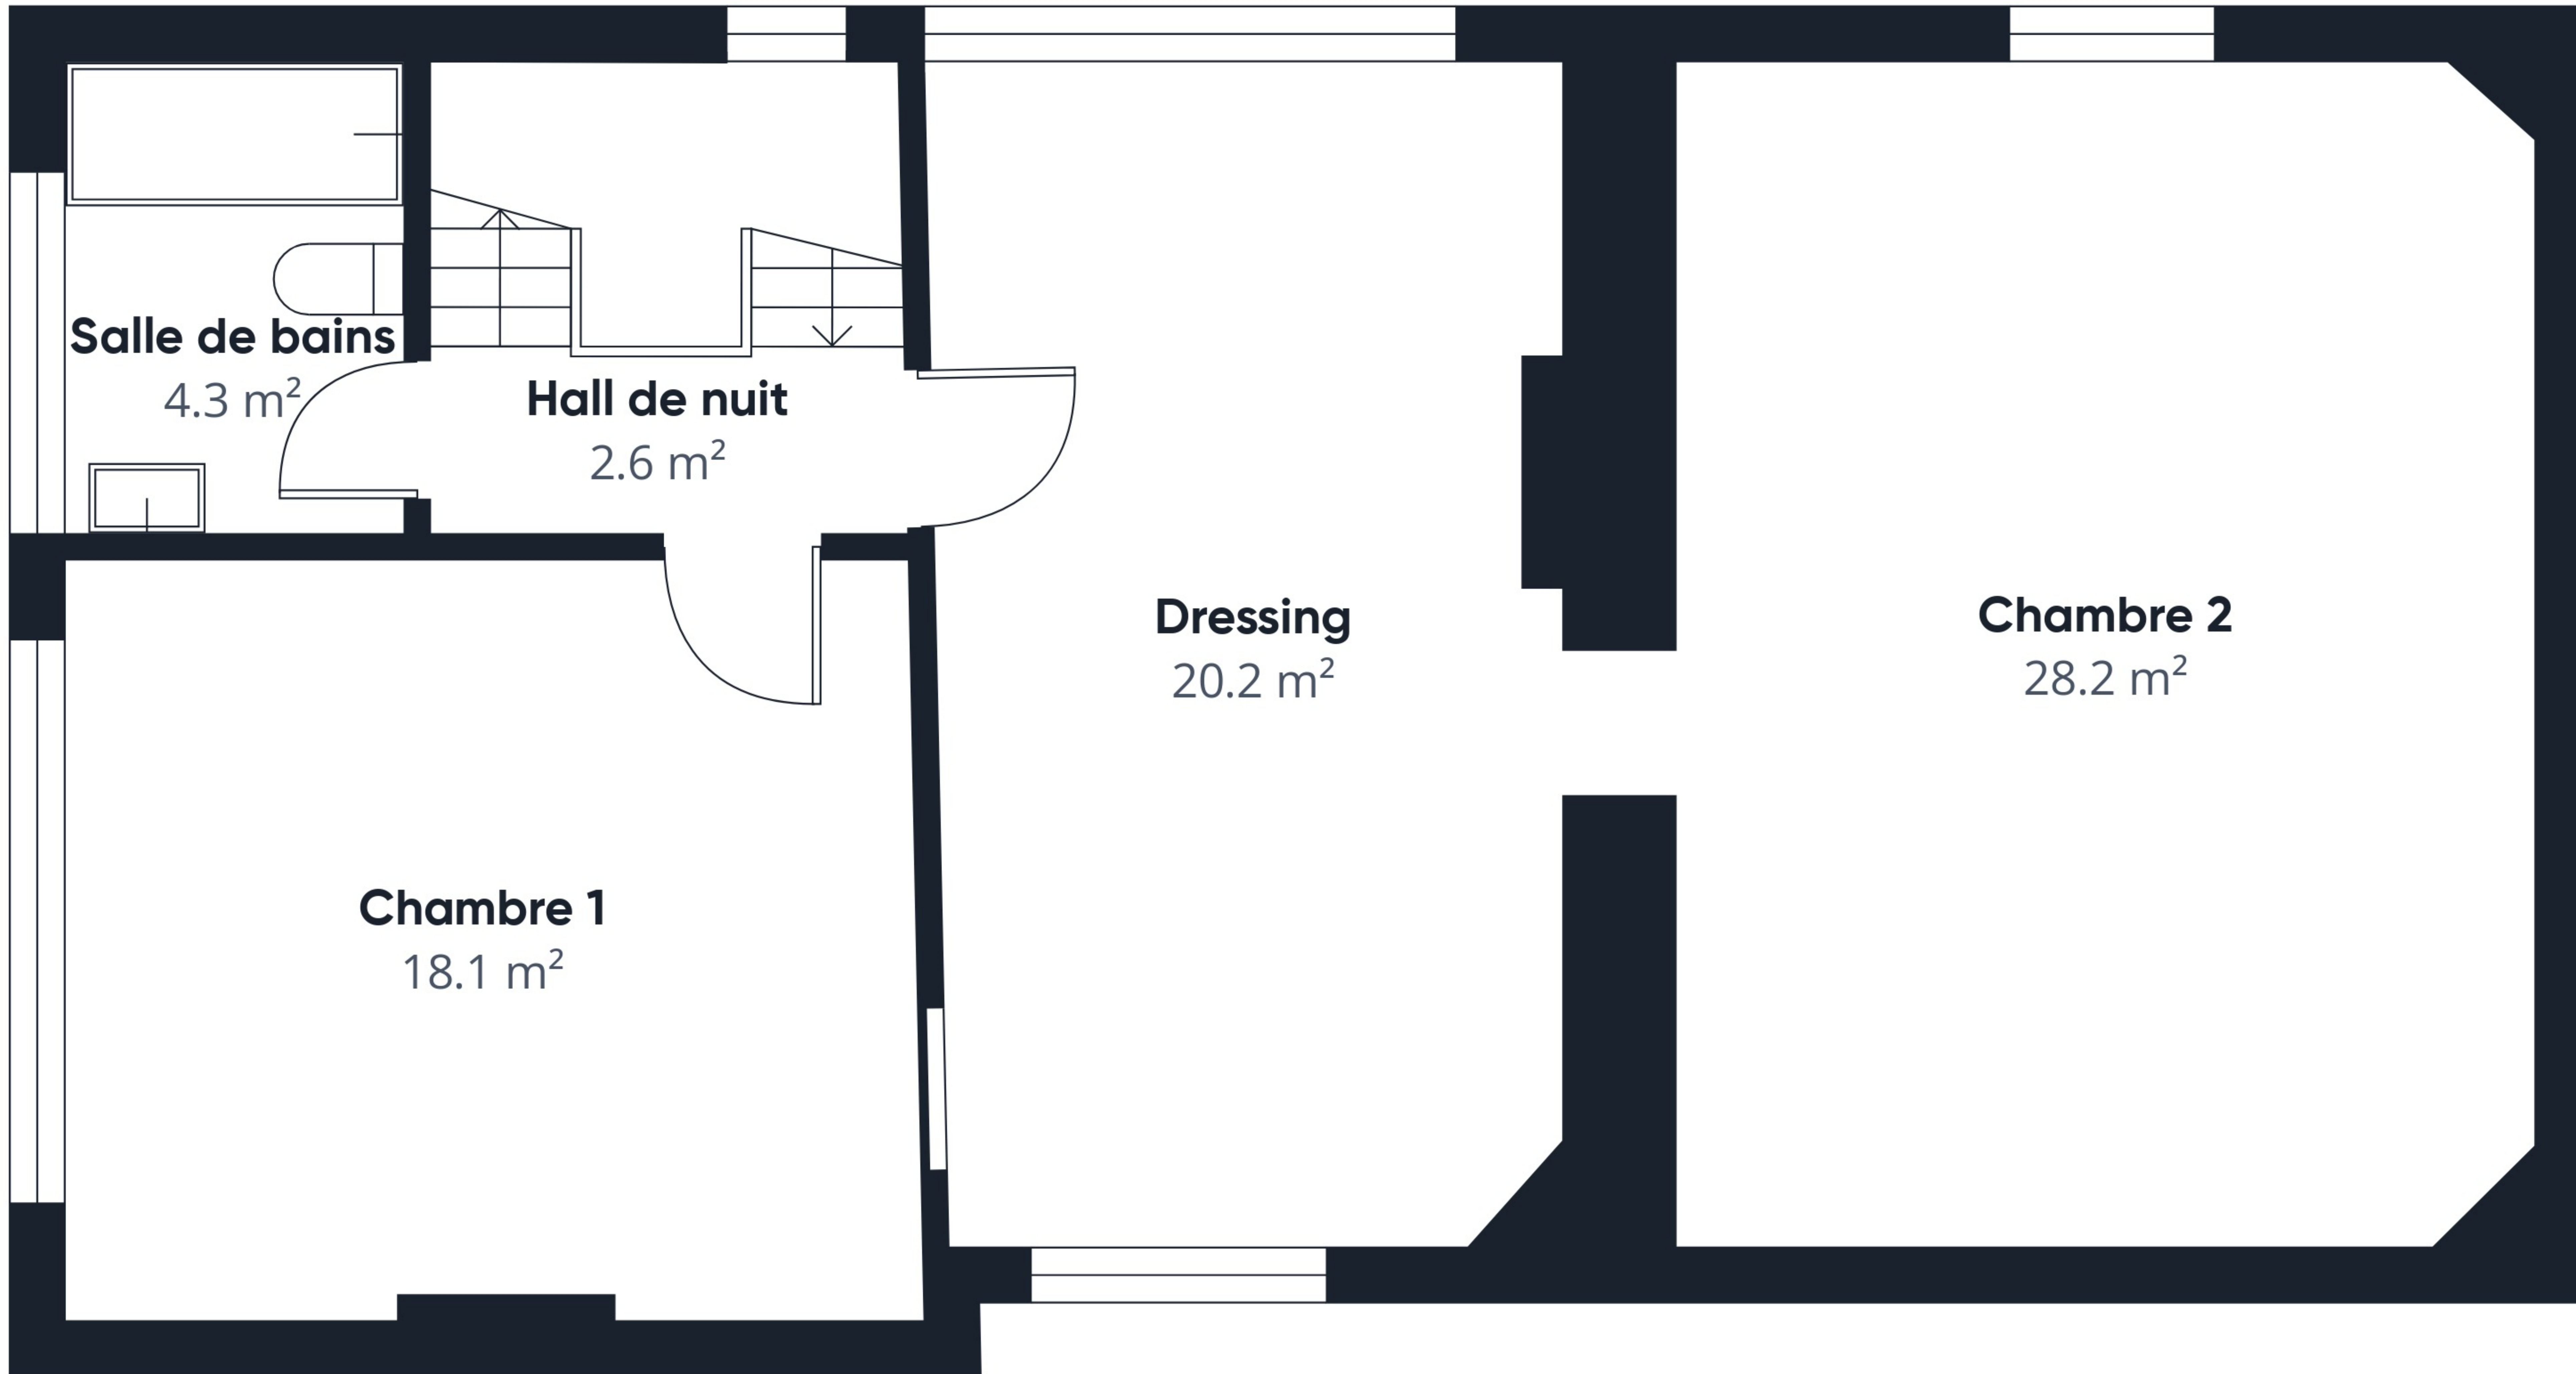 Salle de bains
4.3 m²
Hall de nuit
2.6 m²
Dressing
20.2 m²
Chambre 2
28.2 m²
Chambre 1
18.1 m²